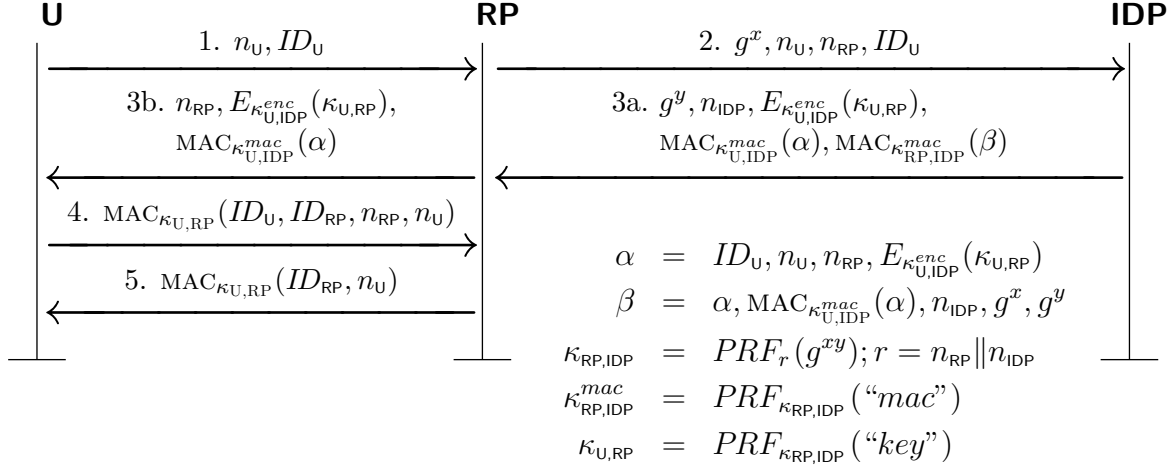 U RP IDP
1. n_U, ID_U
2. g^x, n_U, n_RP, ID_U
3b. n_RP, E_{κ^{enc}_{U,IDP}}(κ_{U,RP}),
MAC_{κ^{mac}_{U,IDP}}(α)
3a. g^y, n_IDP, E_{κ^{enc}_{U,IDP}}(κ_{U,RP}),
MAC_{κ^{mac}_{U,IDP}}(α), MAC_{κ^{mac}_{RP,IDP}}(β)
4. MAC_{κ_{U,RP}}(ID_U, ID_RP, n_RP, n_U)
5. MAC_{κ_{U,RP}}(ID_RP, n_U)
α = ID_U, n_U, n_RP, E_{κ^{enc}_{U,IDP}}(κ_{U,RP})
β = α, MAC_{κ^{mac}_{U,IDP}}(α), n_IDP, g^x, g^y
κ_{RP,IDP} = PRF_r(g^{xy}); r = n_RP‖n_IDP
κ^{mac}_{RP,IDP} = PRF_{κ_{RP,IDP}}(“mac”)
κ_{U,RP} = PRF_{κ_{RP,IDP}}(“key”)